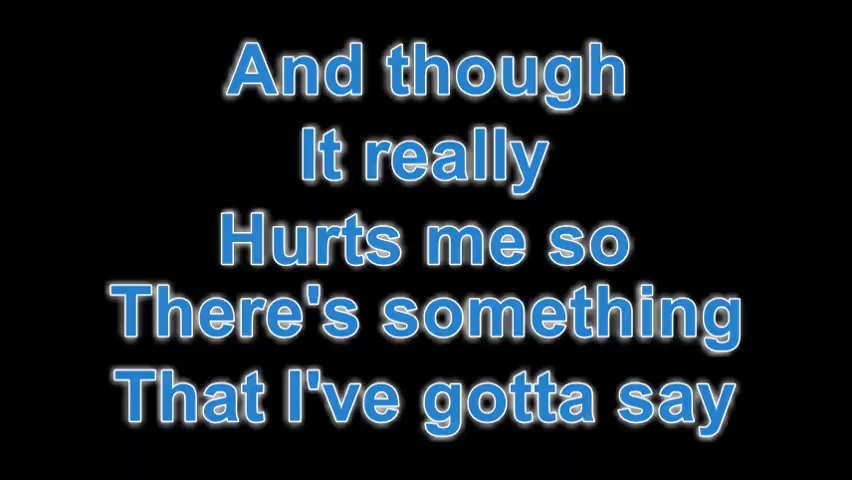 And though
It really
Hurts me so
There's something
That I've gotta say